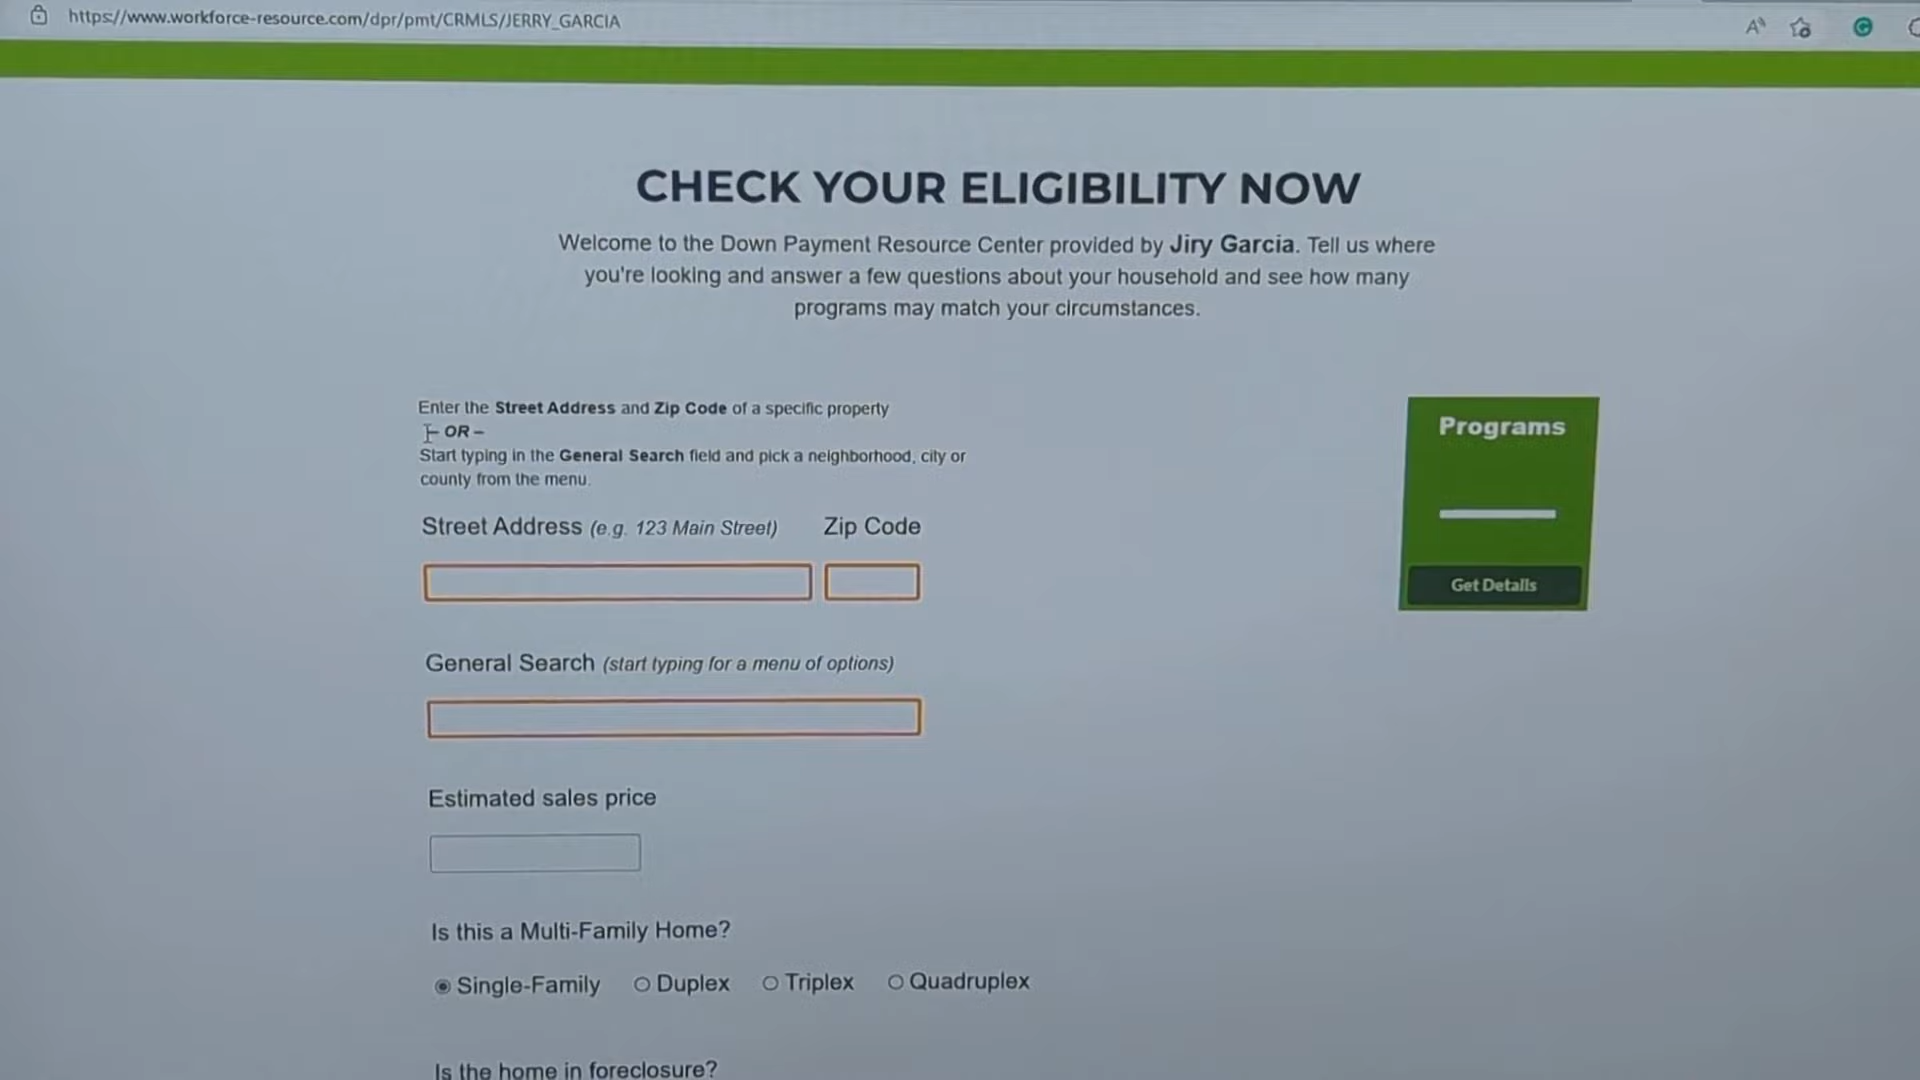 https://www.workforce-resource.com/dpr/pmt/CRMLS/JERRY_GARCIA
CHECK YOUR ELIGIBILITY NOW
Welcome to the Down Payment Resource Center provided by Jiry Garcia. Tell us where
you're looking and answer a few questions about your household and see how many
programs may match your circumstances.
Enter the Street Address and Zip Code of a specific property
– OR –
Start typing in the General Search field and pick a neighborhood, city or
county from the menu.
Street Address (e.g. 123 Main Street) Zip Code
General Search (start typing for a menu of options)
Estimated sales price
Is this a Multi-Family Home?
Single-Family Duplex Triplex Quadruplex
Is the home in foreclosure?
Programs
Get Details